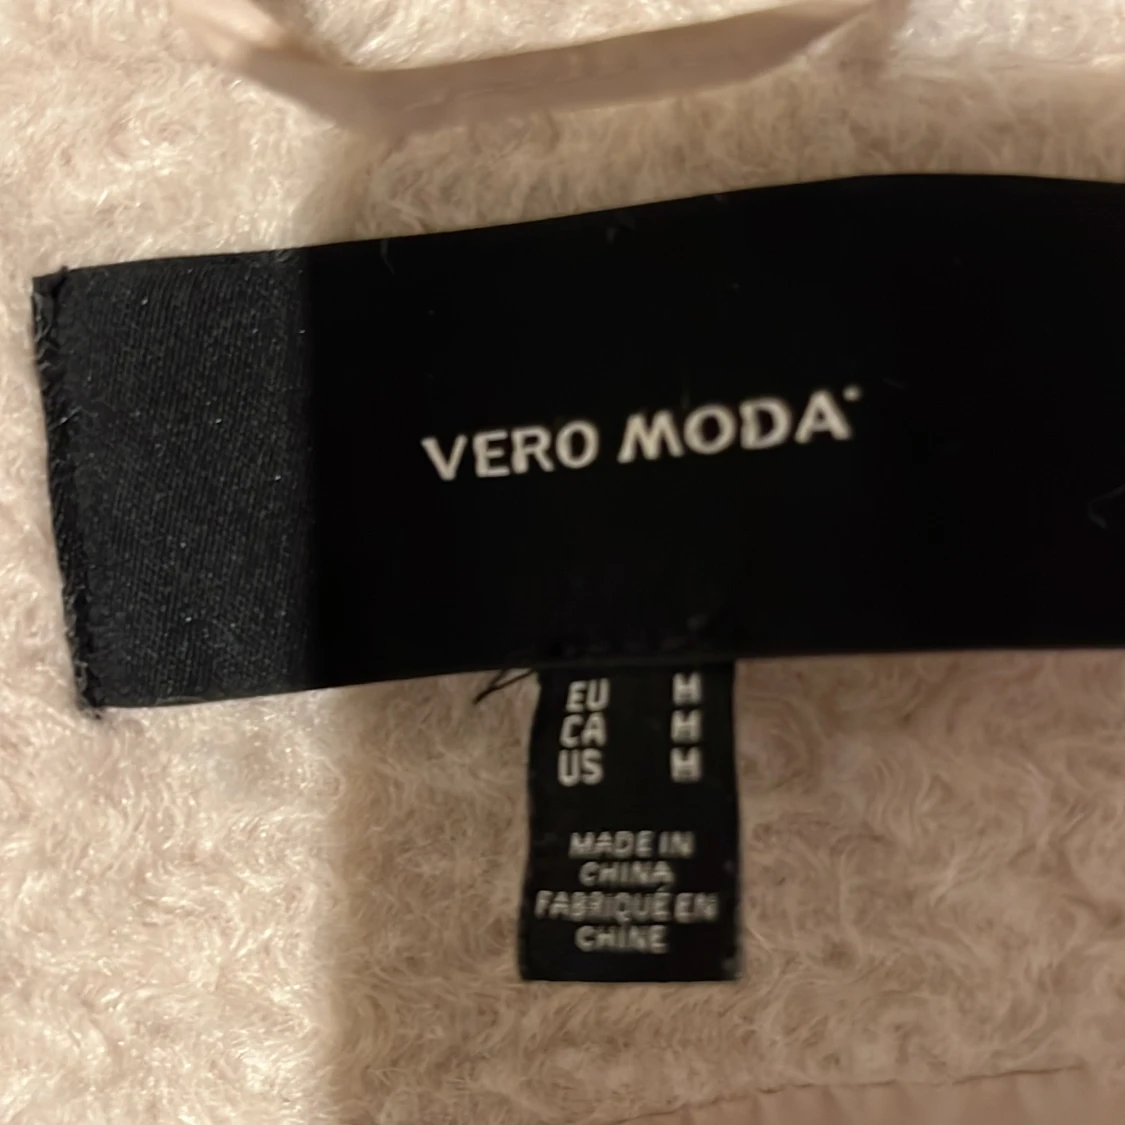 VERO MODA
EU M
CA M
US M
MADE IN
CHINA
FABRIQUÉ EN
CHINE